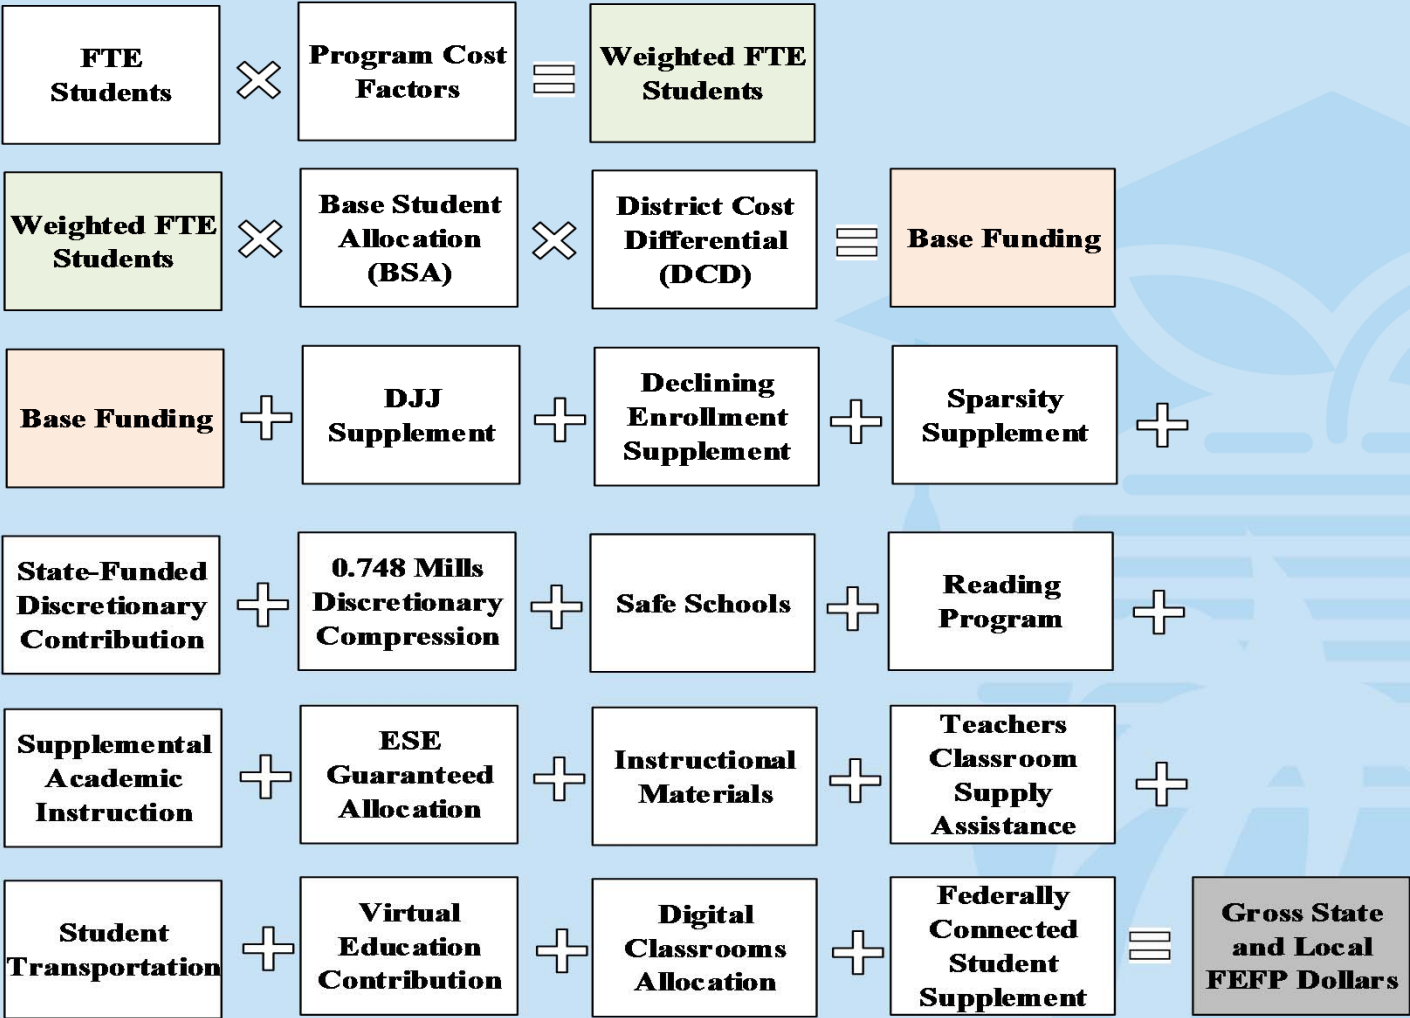 FTE
Students
Program Cost
Factors
Weighted FTE
Students
Weighted FTE
Students
Base Student
Allocation
(BSA)
District Cost
Differential
(DCD)
Base Funding
Base Funding
DJJ
Supplement
Declining
Enrollment
Supplement
Sparsity
Supplement
State-Funded
Discretionary
Contribution
0.748 Mills
Discretionary
Compression
Safe Schools
Reading
Program
Supplemental
Academic
Instruction
ESE
Guaranteed
Allocation
Instructional
Materials
Teachers
Classroom
Supply
Assistance
Student
Transportation
Virtual
Education
Contribution
Digital
Classrooms
Allocation
Federally
Connected
Student
Supplement
Gross State
and Local
FEFP Dollars